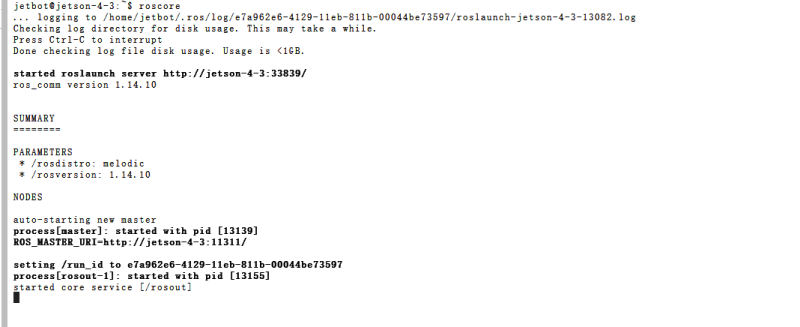 jetbot@jetson-4-3:~$ roscore
... logging to /home/jetbot/.ros/log/e7a962e6-4129-11eb-811b-00044be73597/roslaunch-jetson-4-3-13082.log
Checking log directory for disk usage. This may take a while.
Press Ctrl-C to interrupt
Done checking log file disk usage. Usage is <1GB.
started roslaunch server http://jetson-4-3:33839/
ros_comm version 1.14.10
SUMMARY
========
PARAMETERS
* /rosdistro: melodic
* /rosversion: 1.14.10
NODES
auto-starting new master
process[master]: started with pid [13139]
ROS_MASTER_URI=http://jetson-4-3:11311/
setting /run_id to e7a962e6-4129-11eb-811b-00044be73597
process[rosout-1]: started with pid [13155]
started core service [/rosout]